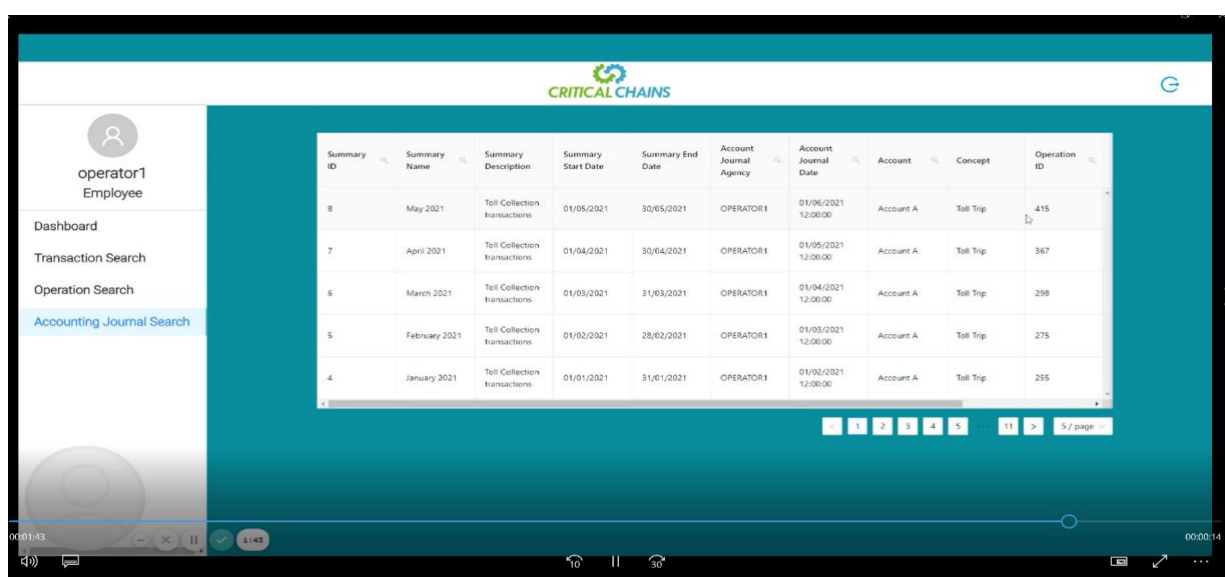 CRITICAL CHAINS
operator1
Employee
Dashboard
Transaction Search
Operation Search
Accounting Journal Search
Summary ID Summary Name Summary Description Summary Start Date Summary End Date Account Journal Agency Account Journal Date Account Concept Operation ID
8 May 2021 Toll Collection transactions 01/05/2021 30/05/2021 OPERATOR1 01/06/2021 12:00:00 Account A Toll Trip 415
7 April 2021 Toll Collection transactions 01/04/2021 30/04/2021 OPERATOR1 01/05/2021 12:00:00 Account A Toll Trip 367
6 March 2021 Toll Collection transactions 01/03/2021 31/03/2021 OPERATOR1 01/04/2021 12:00:00 Account A Toll Trip 298
5 February 2021 Toll Collection transactions 01/02/2021 28/02/2021 OPERATOR1 01/03/2021 12:00:00 Account A Toll Trip 275
4 January 2021 Toll Collection transactions 01/01/2021 31/01/2021 OPERATOR1 01/02/2021 12:00:00 Account A Toll Trip 255
< 1 2 3 4 5 ··· 11 > 5 / page
00:01:43 1:43 00:00:14
10 30